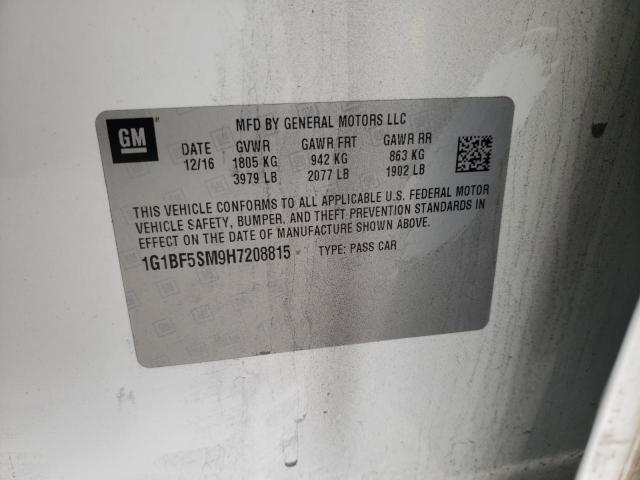 GM
MFD BY GENERAL MOTORS LLC
DATE GVWR GAWR FRT GAWR RR
12/16 1805 KG 942 KG 863 KG
3979 LB 2077 LB 1902 LB
THIS VEHICLE CONFORMS TO ALL APPLICABLE U.S. FEDERAL MOTOR
VEHICLE SAFETY, BUMPER, AND THEFT PREVENTION STANDARDS IN
EFFECT ON THE DATE OF MANUFACTURE SHOWN ABOVE.
1G1BF5SM9H7208815 TYPE: PASS CAR